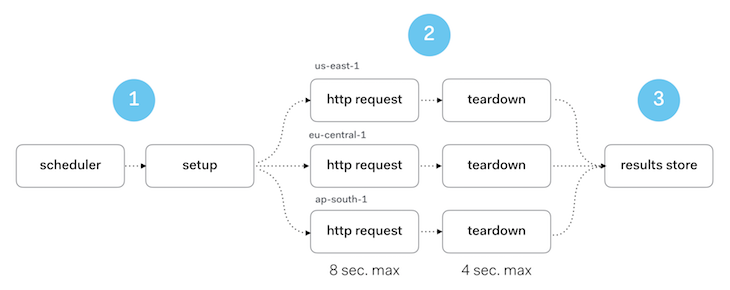 1
2
3
scheduler
setup
us-east-1
http request
teardown
eu-central-1
http request
teardown
ap-south-1
http request
teardown
8 sec. max
4 sec. max
results store